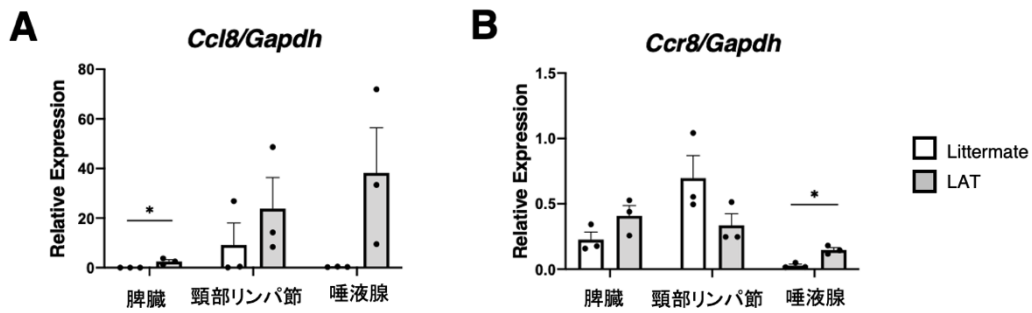 A
Ccl8/Gapdh
Relative Expression
80
60
40
20
0
*
脾臓
頸部リンパ節
唾液腺
B
Ccr8/Gapdh
Relative Expression
1.5
1.0
0.5
0.0
*
脾臓
頸部リンパ節
唾液腺
Littermate
LAT